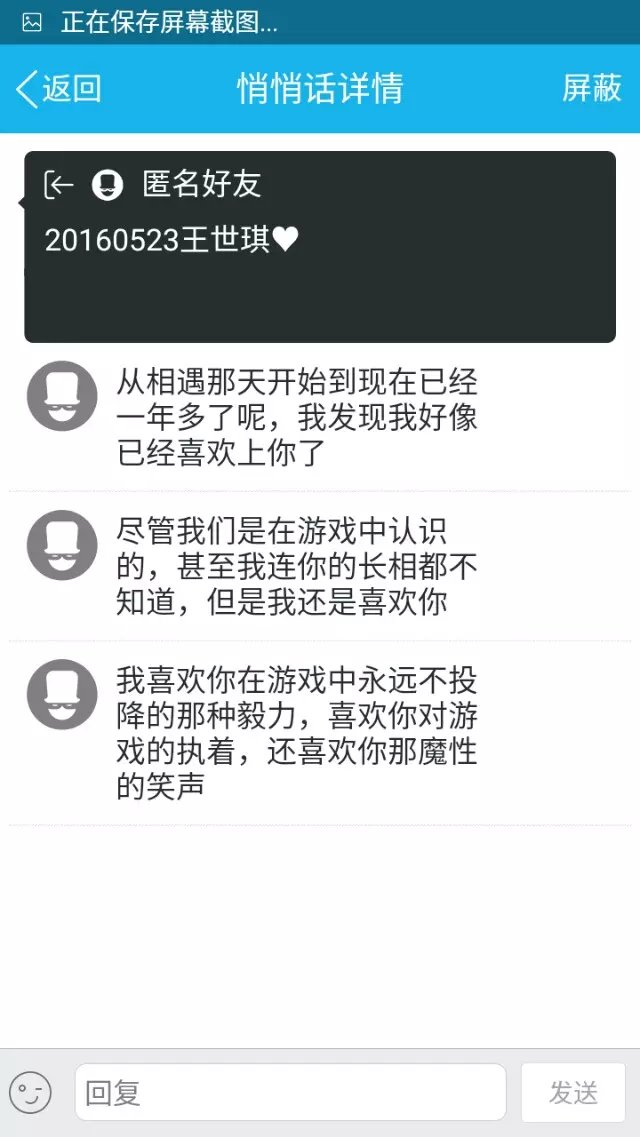 正在保存屏幕截图...
返回
悄悄话详情
屏蔽
匿名好友
20160523王世琪♥
从相遇那天开始到现在已经
一年多了呢，我发现我好像
已经喜欢上你了
尽管我们是在游戏中认识
的，甚至我连你的长相都不
知道，但是我还是喜欢你
我喜欢你在游戏中永远不投
降的那种毅力，喜欢你对游
戏的执着，还喜欢你那魔性
的笑声
回复
发送